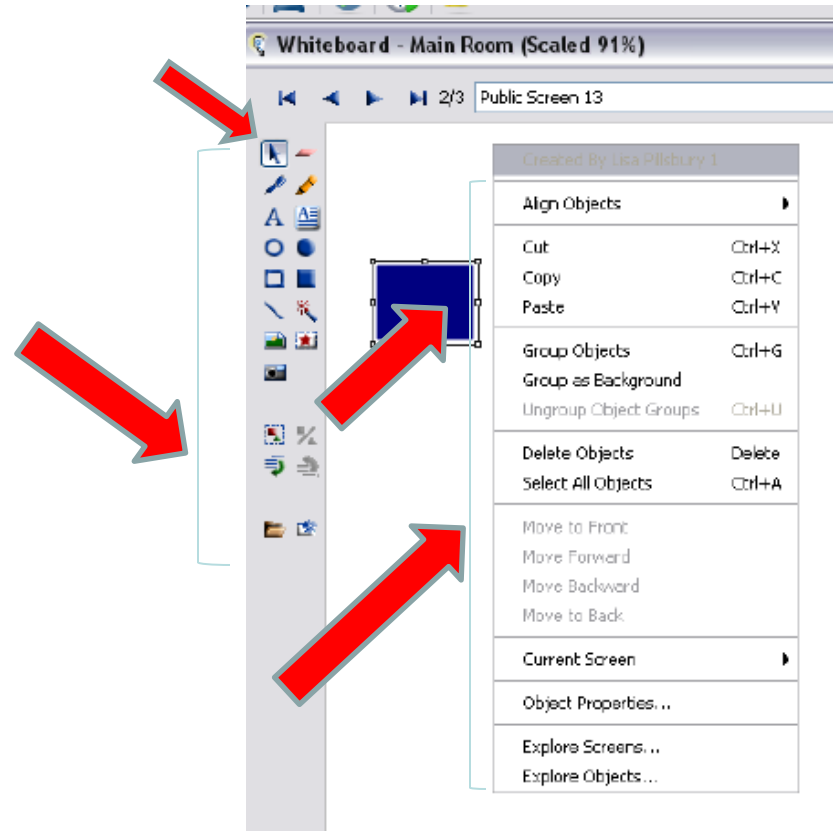 Whiteboard - Main Room (Scaled 91%)
2/3 Public Screen 13
Created By Lisa Pillsbury 1
Align Objects
Cut Ctrl+X
Copy Ctrl+C
Paste Ctrl+V
Group Objects Ctrl+G
Group as Background
Ungroup Object Groups Ctrl+U
Delete Objects Delete
Select All Objects Ctrl+A
Move to Front
Move Forward
Move Backward
Move to Back
Current Screen
Object Properties...
Explore Screens...
Explore Objects...